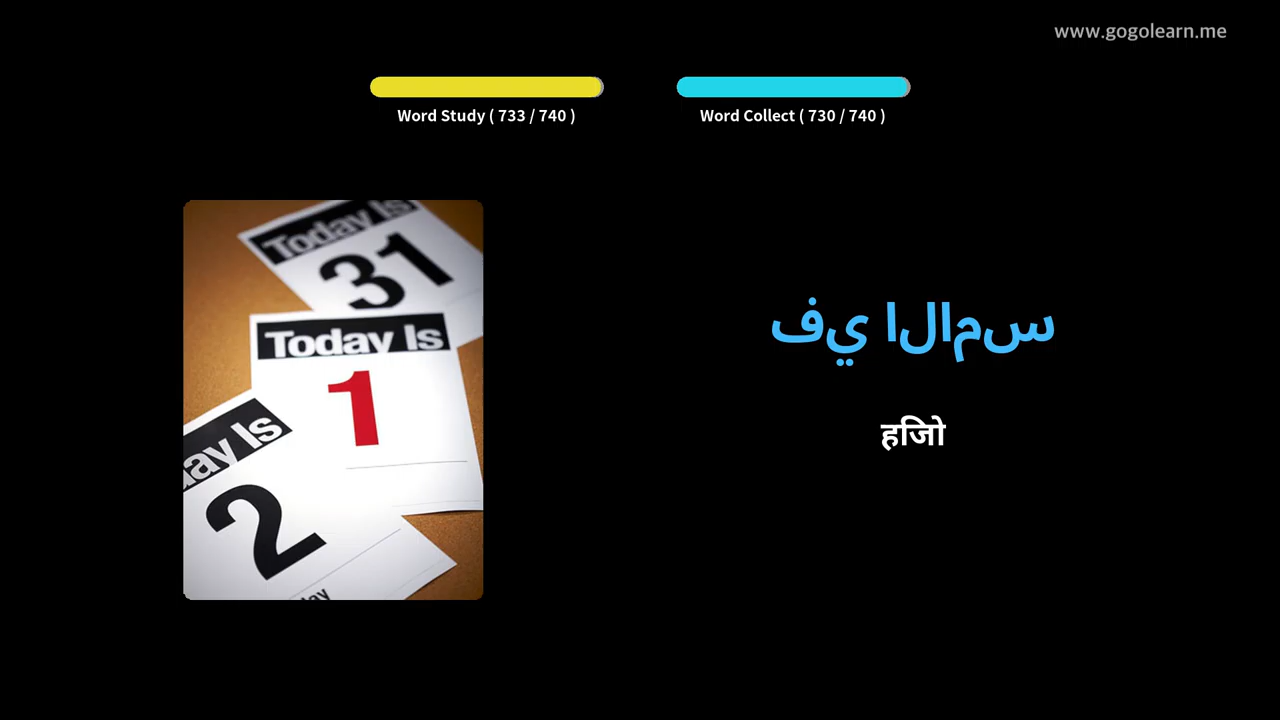 www.gogolearn.me
Word Study ( 733 / 740 )
Word Collect ( 730 / 740 )
Today Is
31
Today Is
1
ay Is
2
ay
في الامس
हिजो